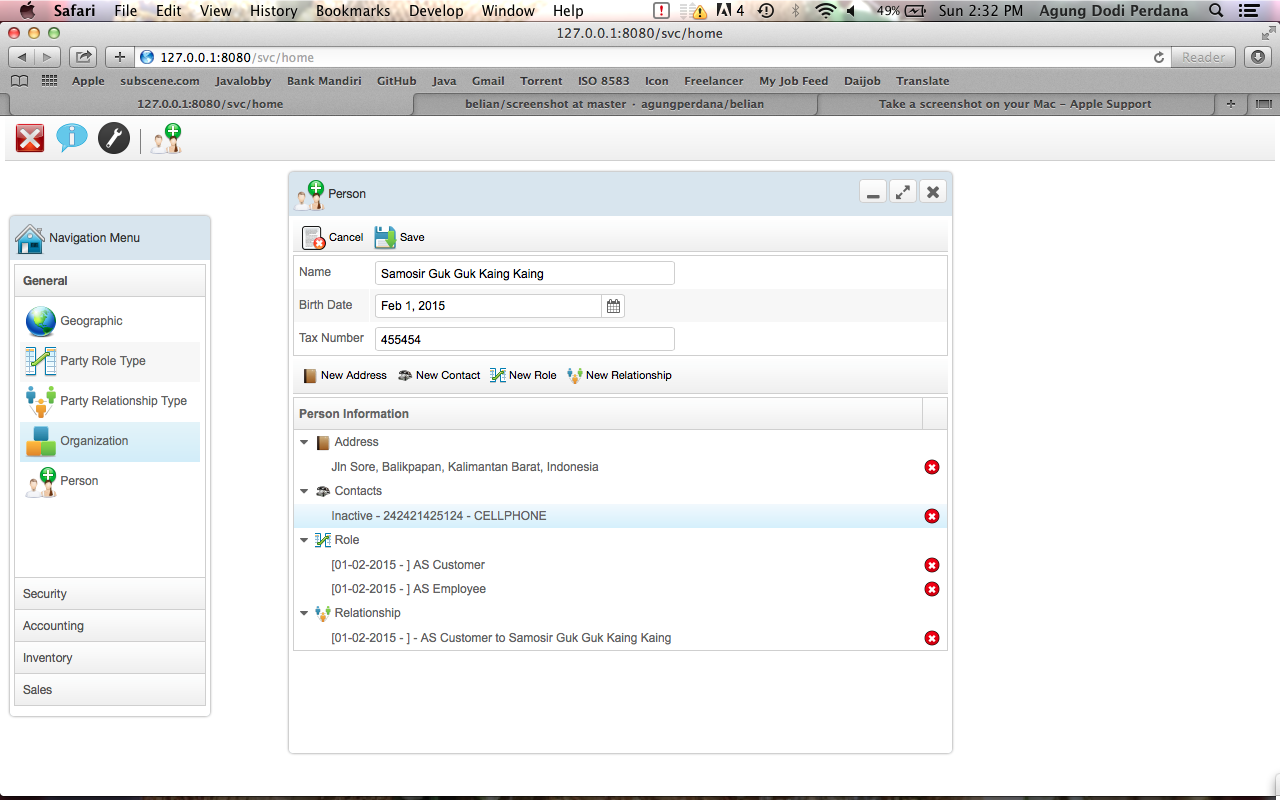 Safari File Edit View History Bookmarks Develop Window Help 4 49% Sun 2:32 PM Agung Dodi Perdana
127.0.0.1:8080/svc/home
127.0.0.1:8080/svc/home Reader
Apple subscene.com Javalobby Bank Mandiri GitHub Java Gmail Torrent ISO 8583 Icon Freelancer My Job Feed Daijob Translate
127.0.0.1:8080/svc/home belian/screenshot at master · agungperdana/belian Take a screenshot on your Mac – Apple Support
Navigation Menu
General
Geographic
Party Role Type
Party Relationship Type
Organization
Person
Security
Accounting
Inventory
Sales
Person
Cancel Save
Name Samosir Guk Guk Kaing Kaing
Birth Date Feb 1, 2015
Tax Number 455454
New Address New Contact New Role New Relationship
Person Information
Address
Jln Sore, Balikpapan, Kalimantan Barat, Indonesia
Contacts
Inactive - 242421425124 - CELLPHONE
Role
[01-02-2015 - ] AS Customer
[01-02-2015 - ] AS Employee
Relationship
[01-02-2015 - ] - AS Customer to Samosir Guk Guk Kaing Kaing